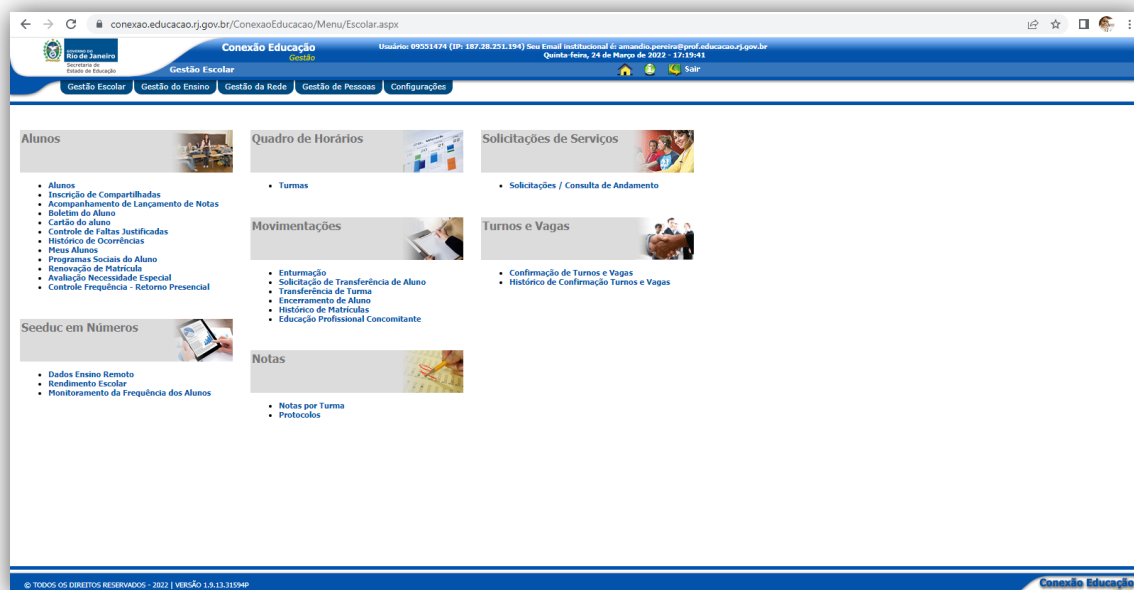 conexao.educacao.rj.gov.br/ConexaoEducacao/Menu/Escolar.aspx
GOVERNO DO
Rio de Janeiro
Secretaria de
Estado de Educação
Conexão Educação
Gestão
Gestão Escolar
Usuário: 09551474 (IP: 187.28.251.194) Seu Email institucional é: amandio.pereira@prof.educacao.rj.gov.br
Quinta-feira, 24 de Março de 2022 - 17:19:41
Sair
Gestão Escolar
Gestão do Ensino
Gestão da Rede
Gestão de Pessoas
Configurações
Alunos
Alunos
Inscrição de Compartilhadas
Acompanhamento de Lançamento de Notas
Boletim do Aluno
Cartão do aluno
Controle de Faltas Justificadas
Histórico de Ocorrências
Meus Alunos
Programas Sociais do Aluno
Renovação de Matrícula
Avaliação Necessidade Especial
Controle Frequência - Retorno Presencial
Seeduc em Números
Dados Ensino Remoto
Rendimento Escolar
Monitoramento da Frequência dos Alunos
Quadro de Horários
Turmas
Movimentações
Enturmação
Solicitação de Transferência de Aluno
Transferência de Turma
Encerramento de Aluno
Histórico de Matrículas
Educação Profissional Concomitante
Notas
Notas por Turma
Protocolos
Solicitações de Serviços
Solicitações / Consulta de Andamento
Turnos e Vagas
Confirmação de Turnos e Vagas
Histórico de Confirmação Turnos e Vagas
© TODOS OS DIREITOS RESERVADOS - 2022 | VERSÃO 1.9.13.31594P
Conexão Educação